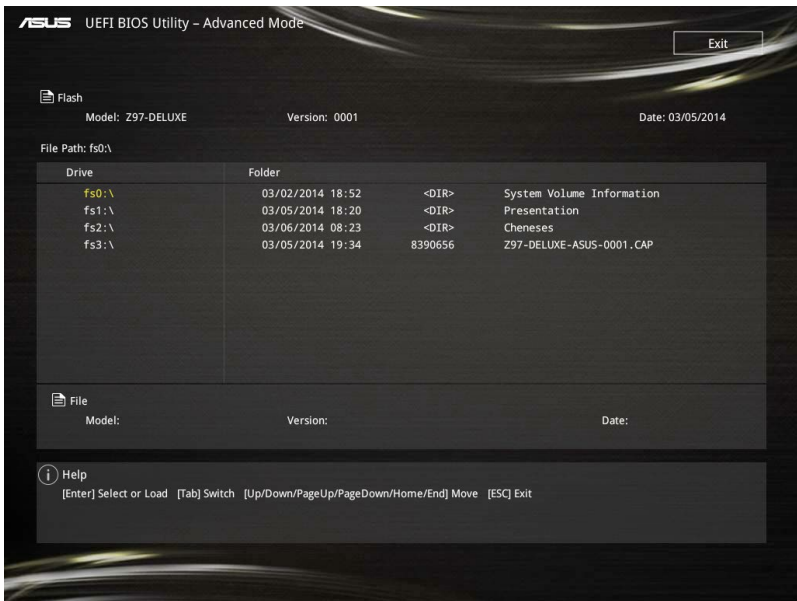 ASUS UEFI BIOS Utility – Advanced Mode
Exit
Flash
Model: Z97-DELUXE Version: 0001 Date: 03/05/2014
File Path: fs0:\
Drive Folder
fs0:\ 03/02/2014 18:52 <DIR> System Volume Information
fs1:\ 03/05/2014 18:20 <DIR> Presentation
fs2:\ 03/06/2014 08:23 <DIR> Cheneses
fs3:\ 03/05/2014 19:34 8390656 Z97-DELUXE-ASUS-0001.CAP
File
Model: Version: Date:
Help
[Enter] Select or Load [Tab] Switch [Up/Down/PageUp/PageDown/Home/End] Move [ESC] Exit